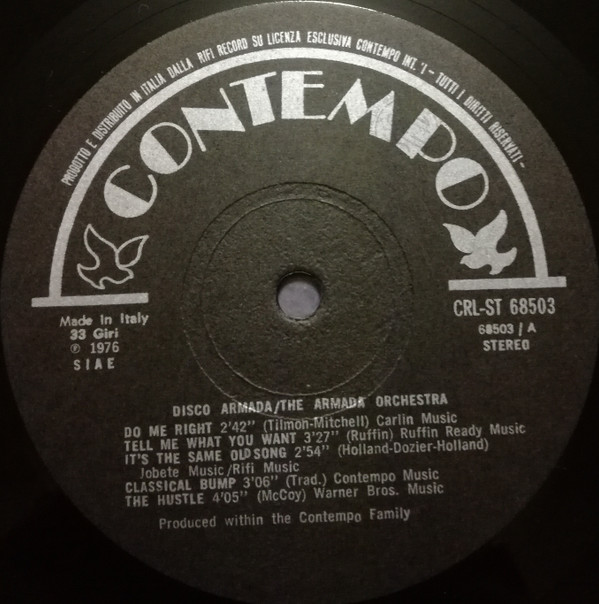 PRODOTTO E DISTRIBUITO IN ITALIA DALLA RIFI RECORD SU LICENZA ESCLUSIVA CONTEMPO INT.'L - TUTTI I DIRITTI RISERVATI -
CONTEMPO
Made in Italy
33 Giri
℗ 1976
SIAE
CRL-ST 68503
68503 / A
STEREO
DISCO ARMADA/THE ARMADA ORCHESTRA
DO ME RIGHT 2'42" (Tilmon-Mitchell) Carlin Music
TELL ME WHAT YOU WANT 3'27" (Ruffin) Ruffin Ready Music
IT'S THE SAME OLD SONG 2'54" (Holland-Dozier-Holland)
Jobete Music/Rifi Music
CLASSICAL BUMP 3'06" (Trad.) Contempo Music
THE HUSTLE 4'05" (McCoy) Warner Bros. Music
Produced within the Contempo Family